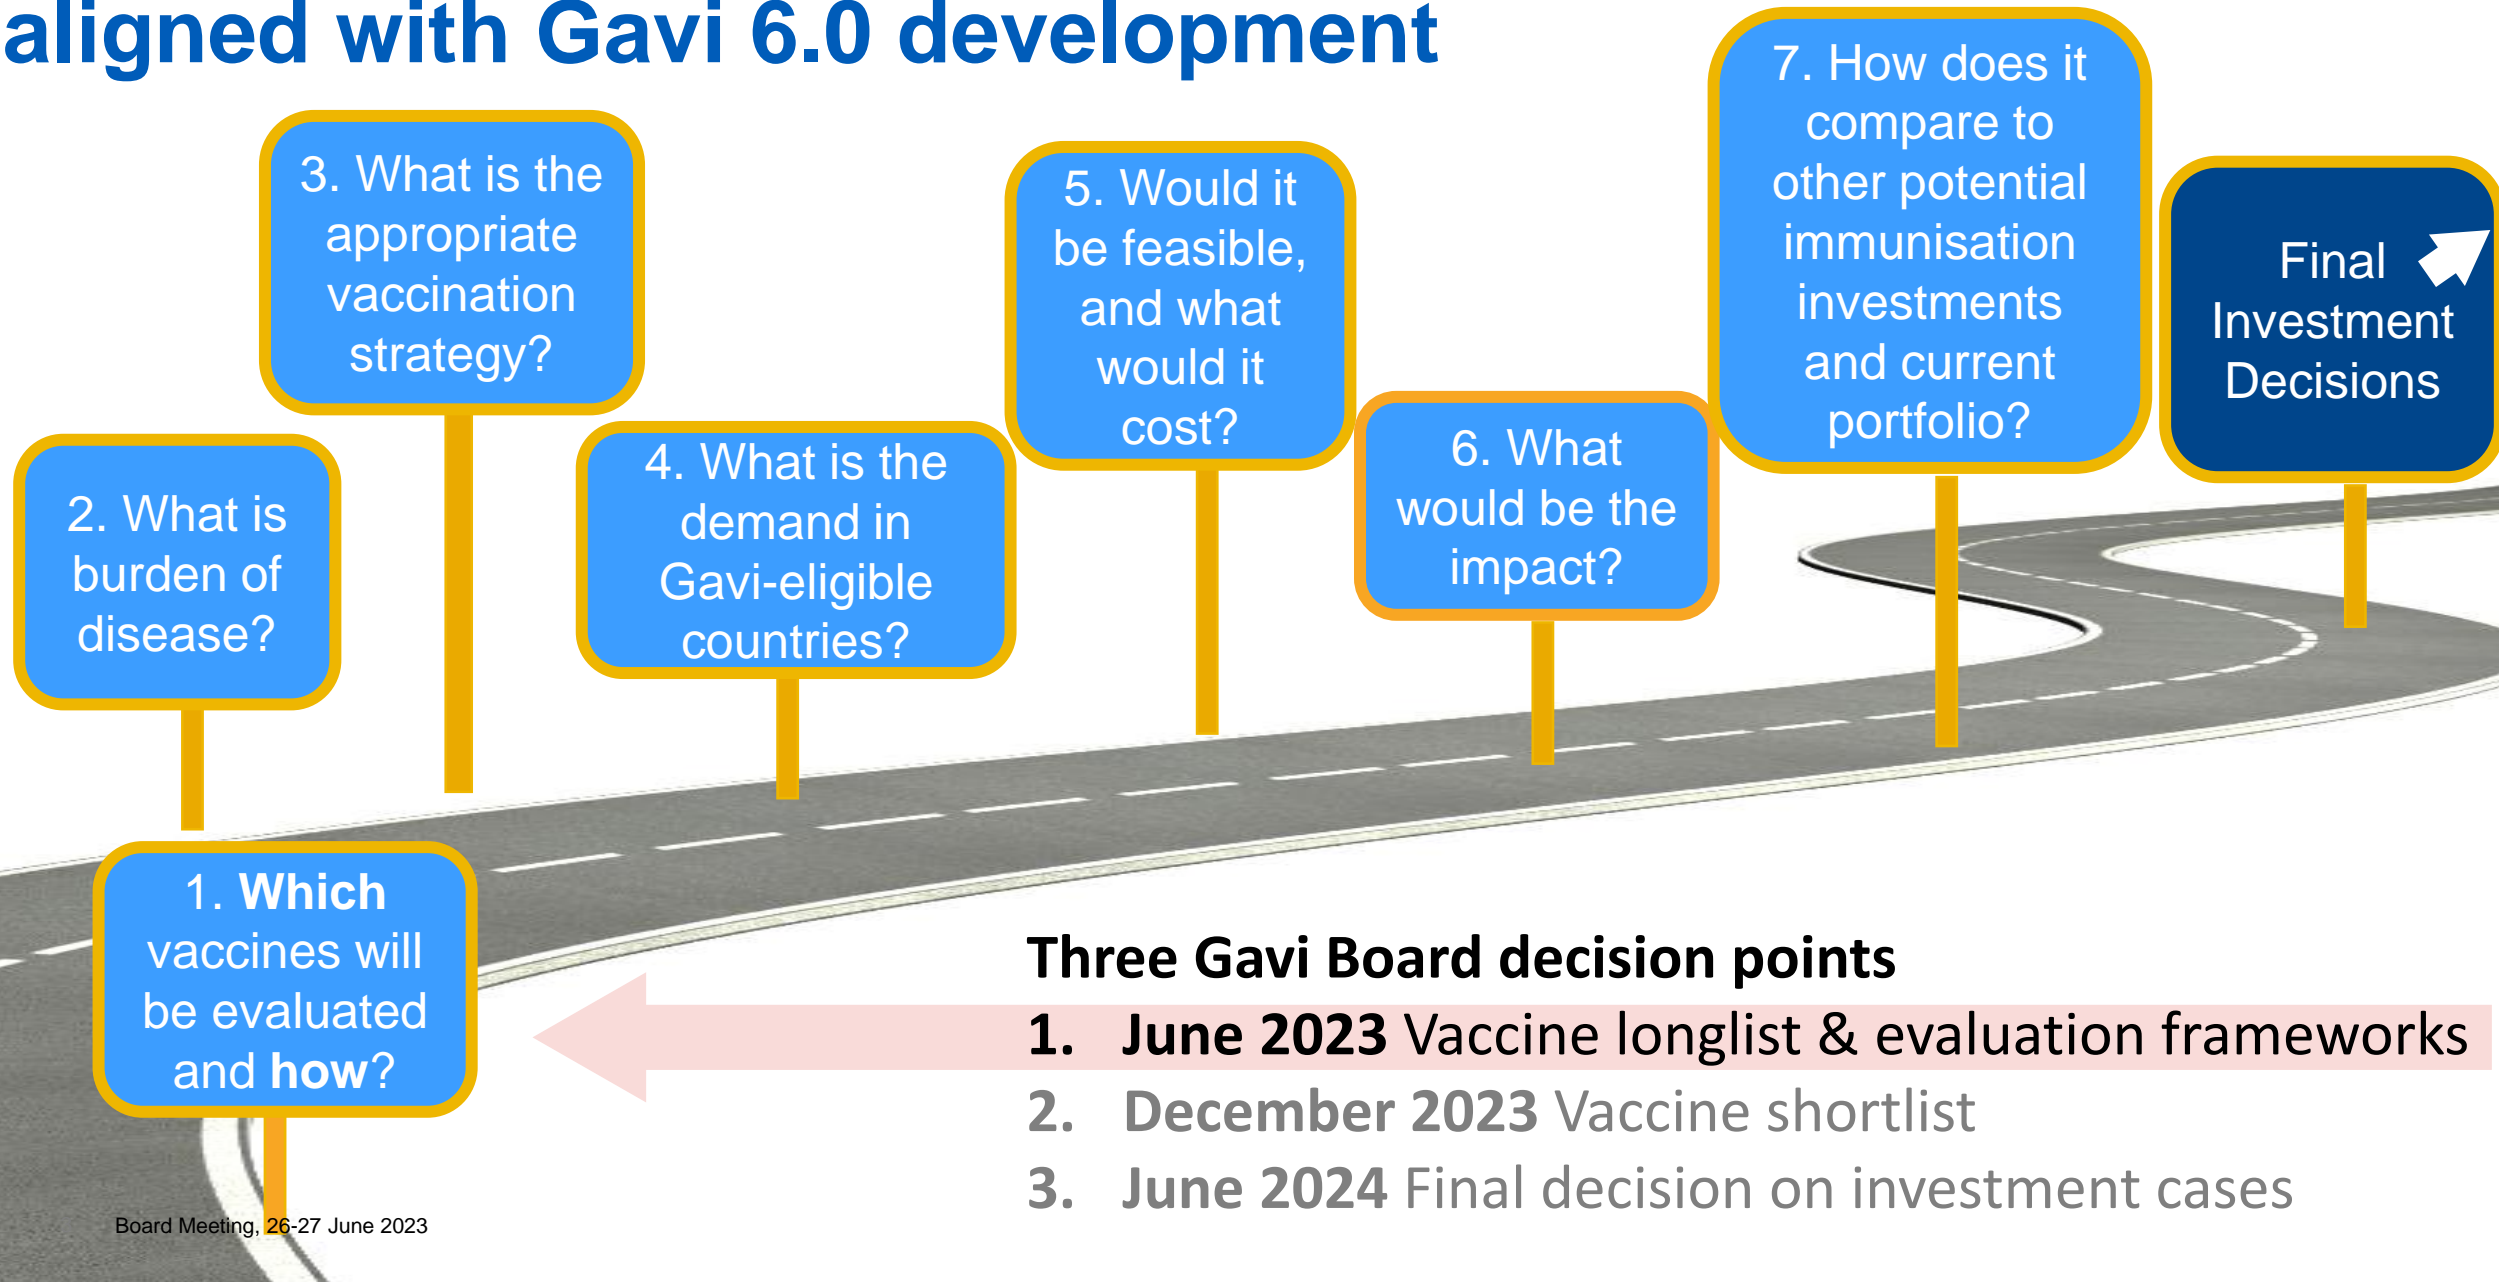 aligned with Gavi 6.0 development
1. Which
vaccines will
be evaluated
and how?
2. What is
burden of
disease?
3. What is the
appropriate
vaccination
strategy?
4. What is the
demand in
Gavi-eligible
countries?
5. Would it
be feasible,
and what
would it
cost?
6. What
would be the
impact?
7. How does it
compare to
other potential
immunisation
investments
and current
portfolio?
Final
Investment
Decisions
Three Gavi Board decision points
1. June 2023 Vaccine longlist & evaluation frameworks
2. December 2023 Vaccine shortlist
3. June 2024 Final decision on investment cases
Board Meeting, 26-27 June 2023